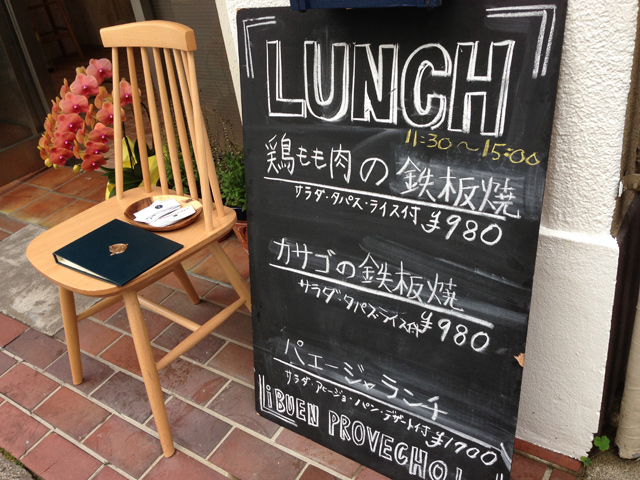 LUNCH
11:30〜15:00
鶏もも肉の鉄板焼
サラダ・タパス・ライス付 ¥980
カサゴの鉄板焼
サラダ・タパス・ライス付 ¥980
パエージャランチ
サラダ・アヒージョ・パン・デザート付 ¥1700
¡BUEN PROVECHO!